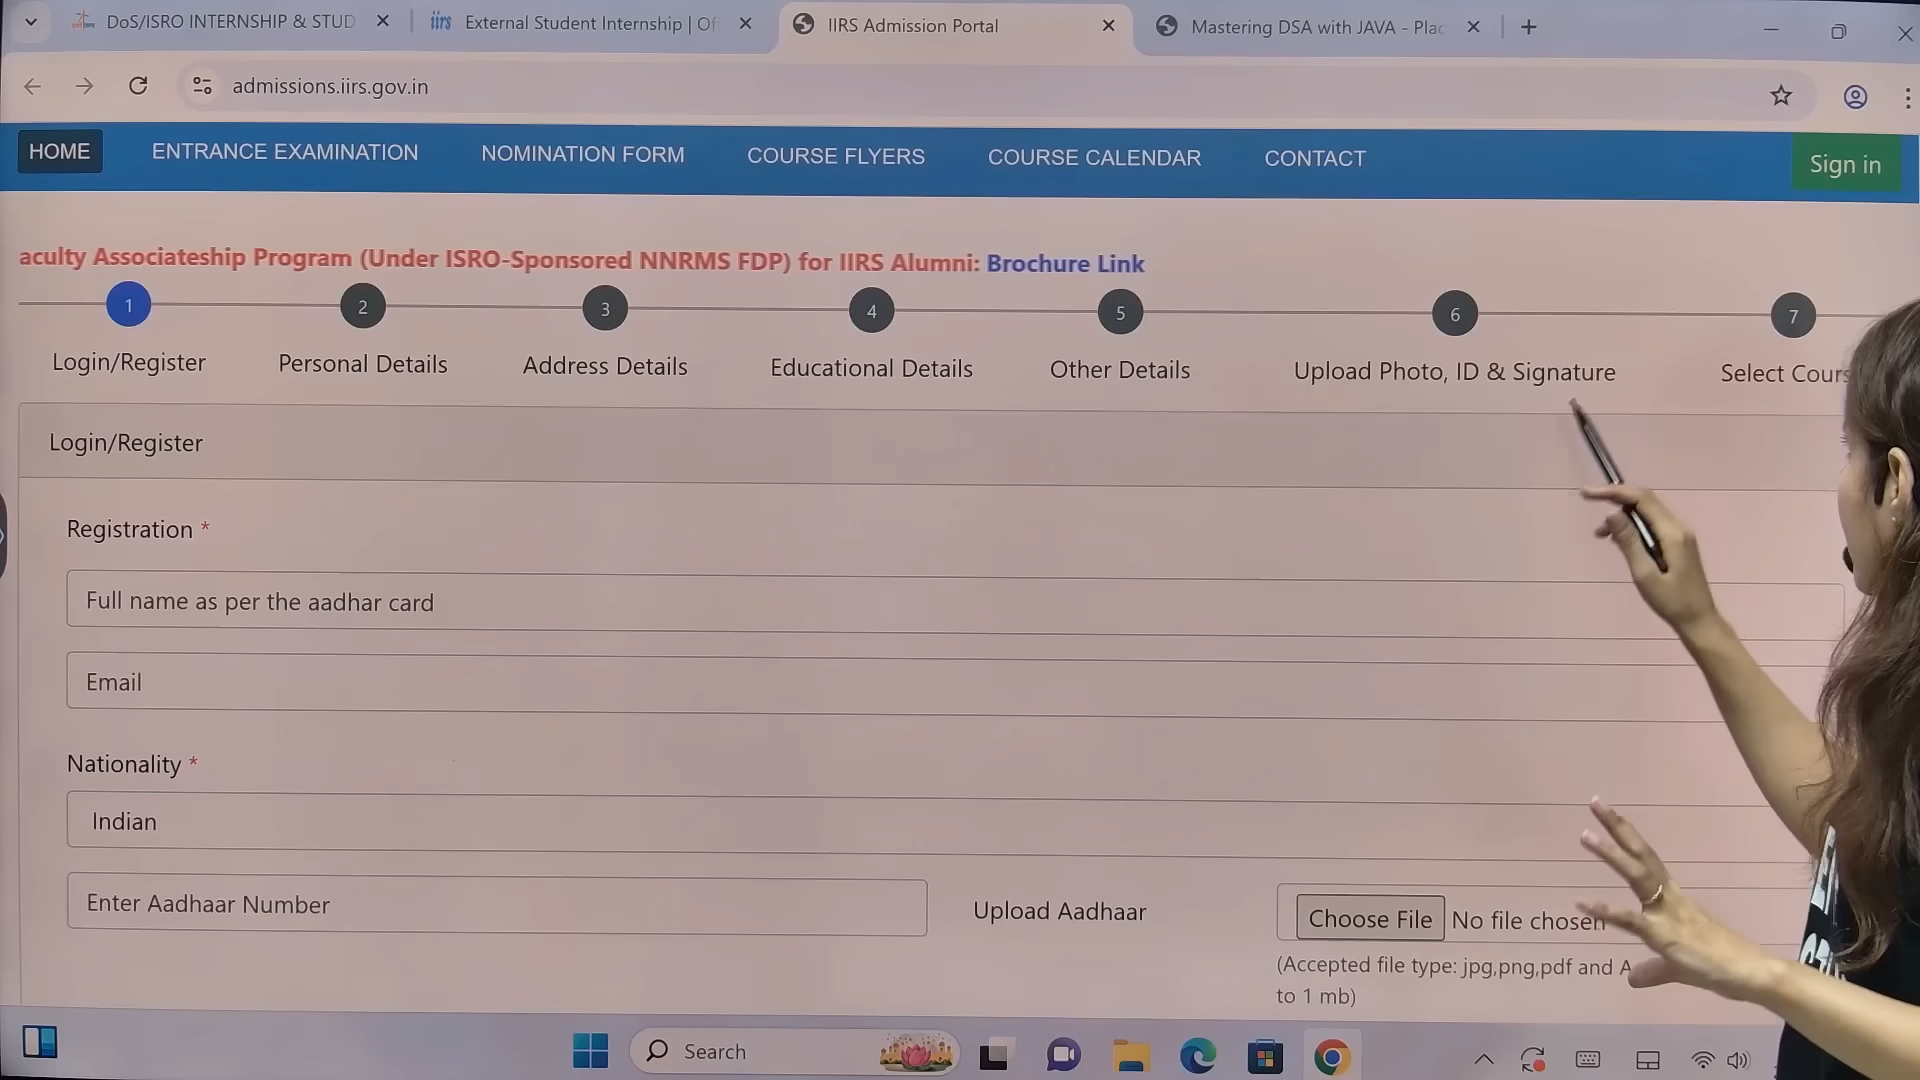 DoS/ISRO INTERNSHIP & STUD
iirs External Student Internship | Of
IIRS Admission Portal
Mastering DSA with JAVA - Plac
admissions.iirs.gov.in
HOME ENTRANCE EXAMINATION NOMINATION FORM COURSE FLYERS COURSE CALENDAR CONTACT Sign in
aculty Associateship Program (Under ISRO-Sponsored NNRMS FDP) for IIRS Alumni: Brochure Link
1 2 3 4 5 6 7
Login/Register Personal Details Address Details Educational Details Other Details Upload Photo, ID & Signature Select Cours
Login/Register
Registration *
Full name as per the aadhar card
Email
Nationality *
Indian
Enter Aadhaar Number Upload Aadhaar Choose File No file chosen
(Accepted file type: jpg,png,pdf and A
to 1 mb)
Search